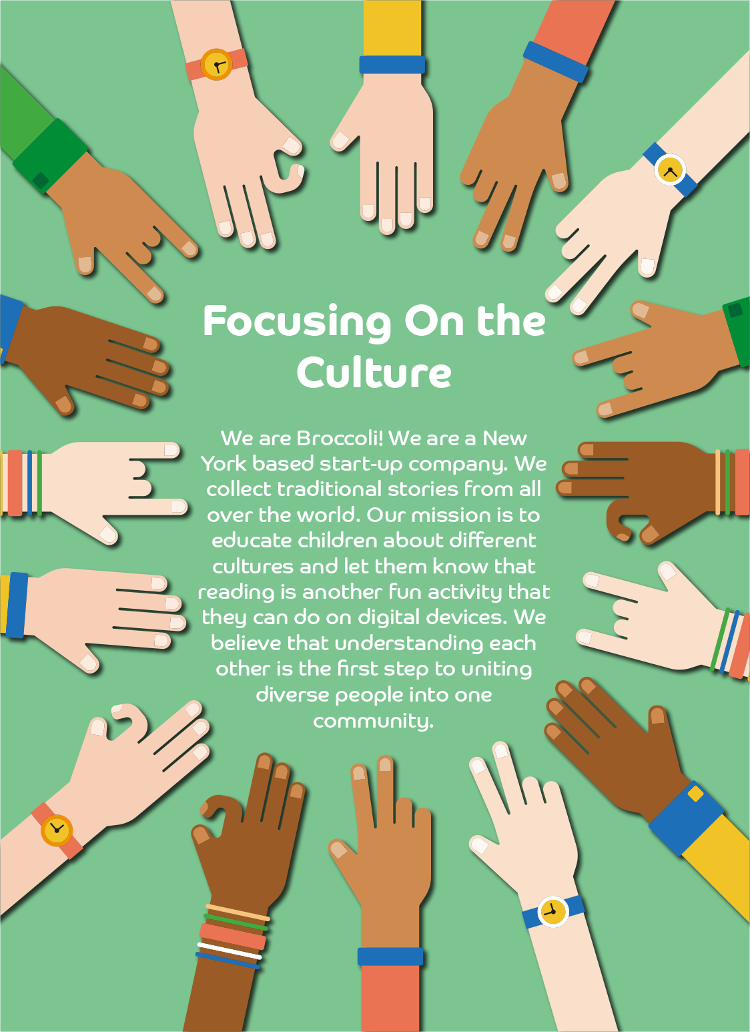 Focusing On the
Culture
We are Broccoli! We are a New
York based start-up company. We
collect traditional stories from all
over the world. Our mission is to
educate children about different
cultures and let them know that
reading is another fun activity that
they can do on digital devices. We
believe that understanding each
other is the first step to uniting
diverse people into one
community.